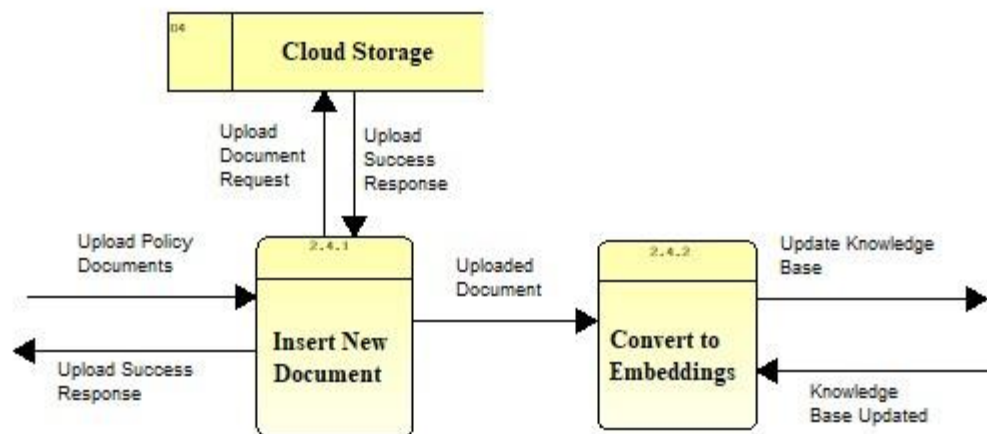 D4
Cloud Storage
Upload
Document
Request
Upload
Success
Response
Upload Policy
Documents
2.4.1
Insert New
Document
Upload Success
Response
Uploaded
Document
2.4.2
Convert to
Embeddings
Update Knowledge
Base
Knowledge
Base Updated